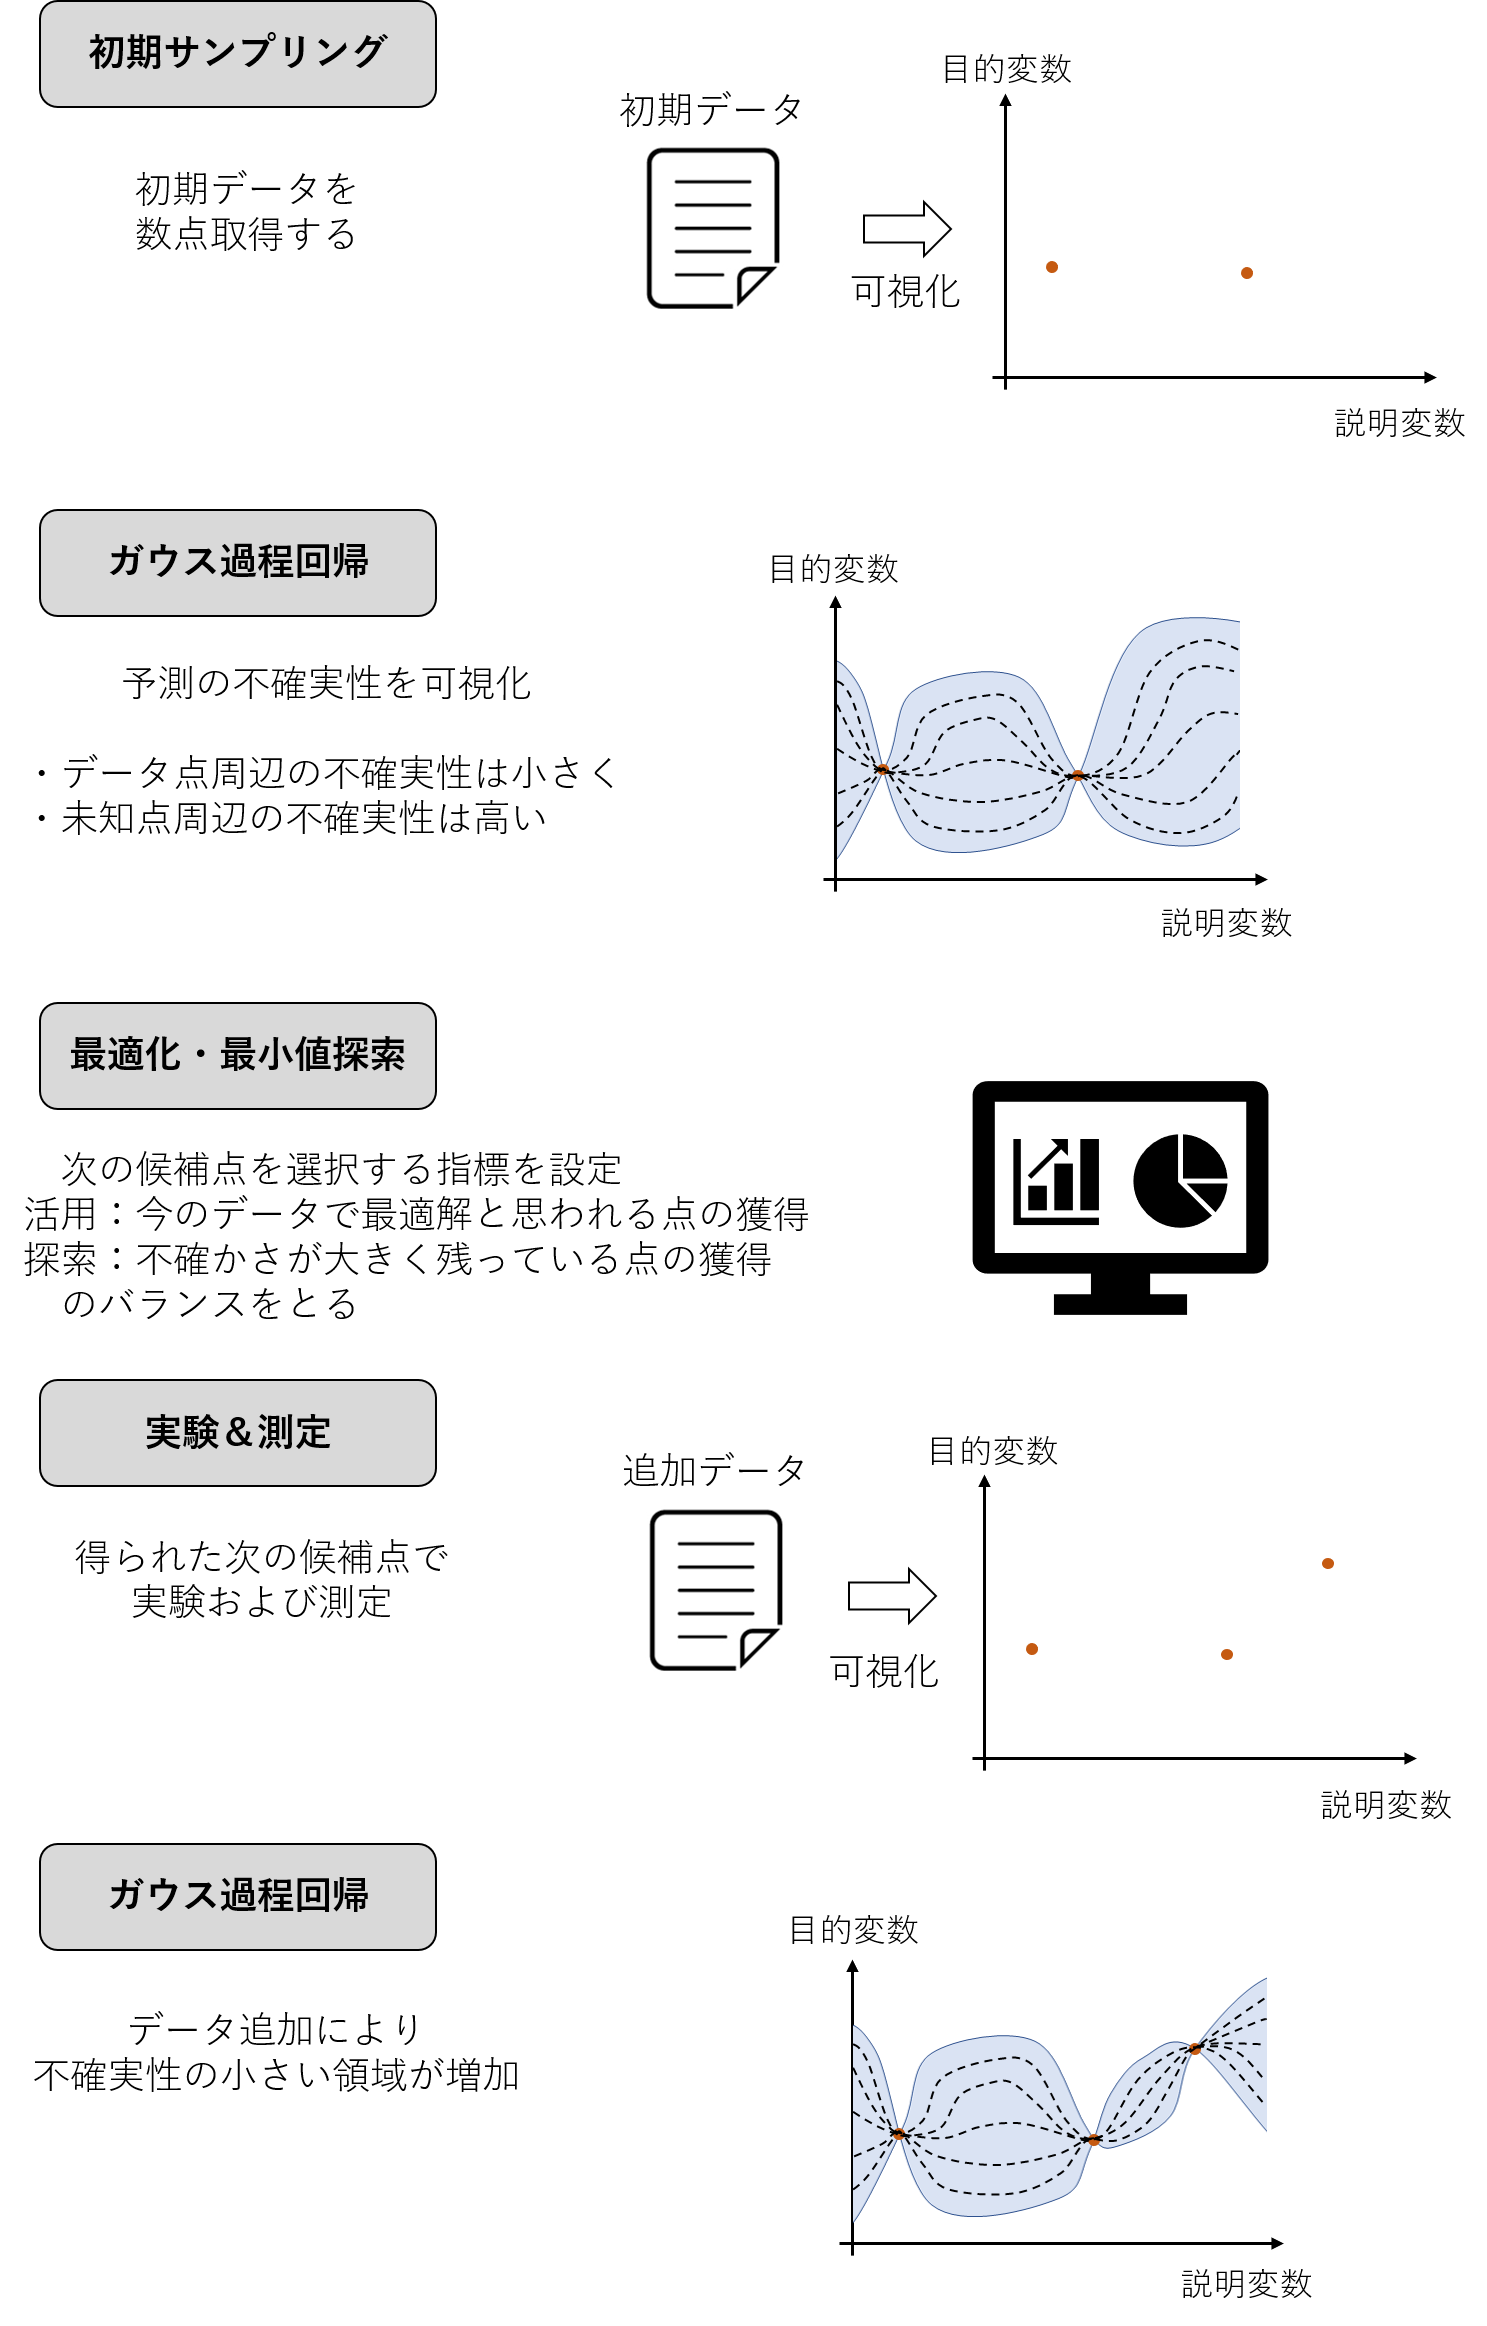 初期サンプリング
初期データを
数点取得する
初期データ
可視化
目的変数
説明変数
ガウス過程回帰
予測の不確実性を可視化
・データ点周辺の不確実性は小さく
・未知点周辺の不確実性は高い
目的変数
説明変数
最適化・最小値探索
次の候補点を選択する指標を設定
活用：今のデータで最適解と思われる点の獲得
探索：不確かさが大きく残っている点の獲得
のバランスをとる
実験＆測定
得られた次の候補点で
実験および測定
追加データ
可視化
目的変数
説明変数
ガウス過程回帰
データ追加により
不確実性の小さい領域が増加
目的変数
説明変数